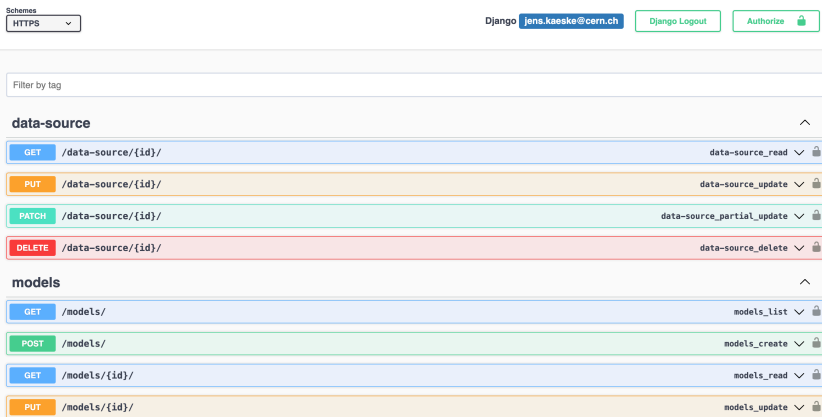 Schemes
HTTPS
Django jens.kaeske@cern.ch Django Logout Authorize
Filter by tag
data-source
GET /data-source/{id}/ data-source_read
PUT /data-source/{id}/ data-source_update
PATCH /data-source/{id}/ data-source_partial_update
DELETE /data-source/{id}/ data-source_delete
models
GET /models/ models_list
POST /models/ models_create
GET /models/{id}/ models_read
PUT /models/{id}/ models_update